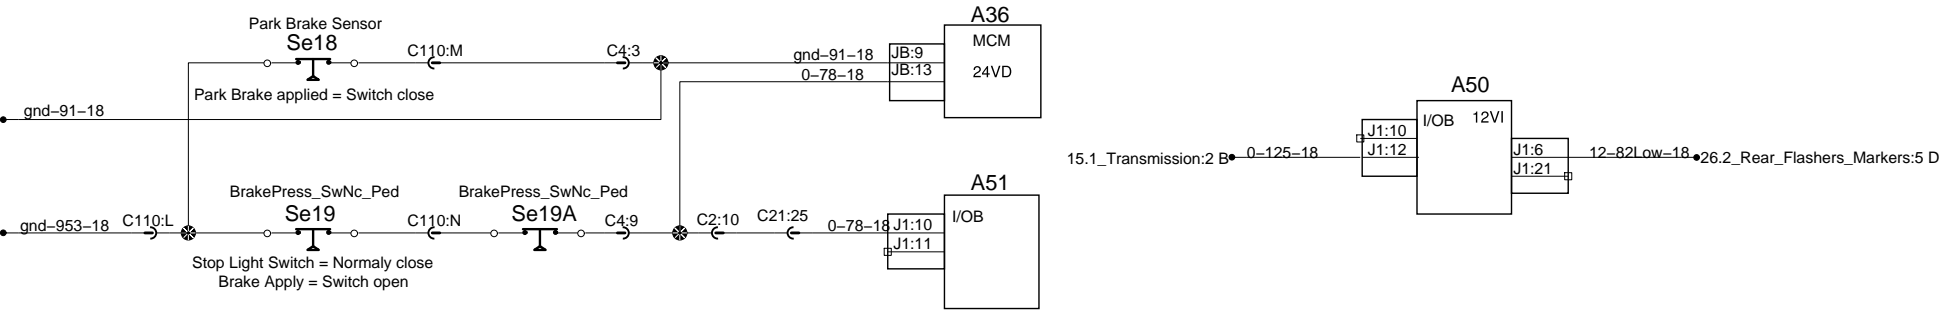 Park Brake Sensor
Se18
C110:M
C4:3
Park Brake applied = Switch close
gnd–91–18
gnd–91–18
0–78–18
A36
MCM
24VD
JB:9
JB:13
BrakePress_SwNc_Ped
Se19
BrakePress_SwNc_Ped
Se19A
gnd–953–18
C110:L
C110:N
C4:9
C2:10
C21:25
0–78–18
Stop Light Switch = Normaly close
Brake Apply = Switch open
A51
I/OB
J1:10
J1:11
A50
I/OB
12VI
J1:10
J1:12
J1:6
J1:21
15.1_Transmission:2 B
0–125–18
12–82Low–18
26.2_Rear_Flashers_Markers:5 D